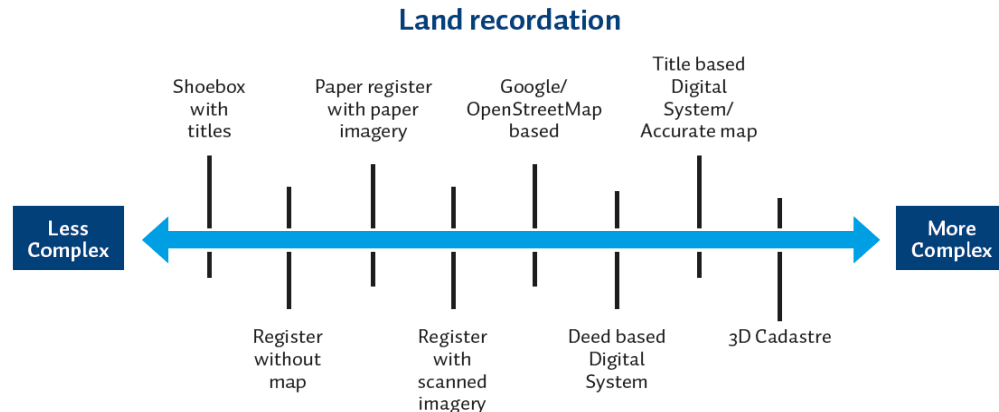 Land recordation
Shoebox
with
titles
Paper register
with paper
imagery
Google/
OpenStreetMap
based
Title based
Digital
System/
Accurate map
Less
Complex
More
Complex
Register
without
map
Register
with
scanned
imagery
Deed based
Digital
System
3D Cadastre